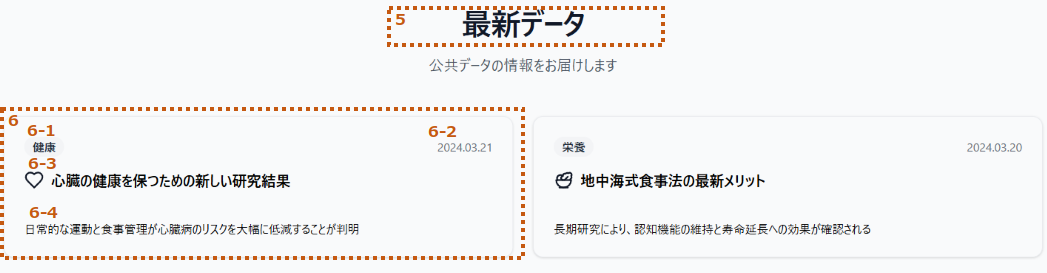 5
最新データ
公共データの情報をお届けします
6
6-1
6-2
健康
2024.03.21
6-3
心臓の健康を保つための新しい研究結果
6-4
日常的な運動と食事管理が心臓病のリスクを大幅に低減することが判明
栄養
2024.03.20
地中海式食事法の最新メリット
長期研究により、認知機能の維持と寿命延長への効果が確認される